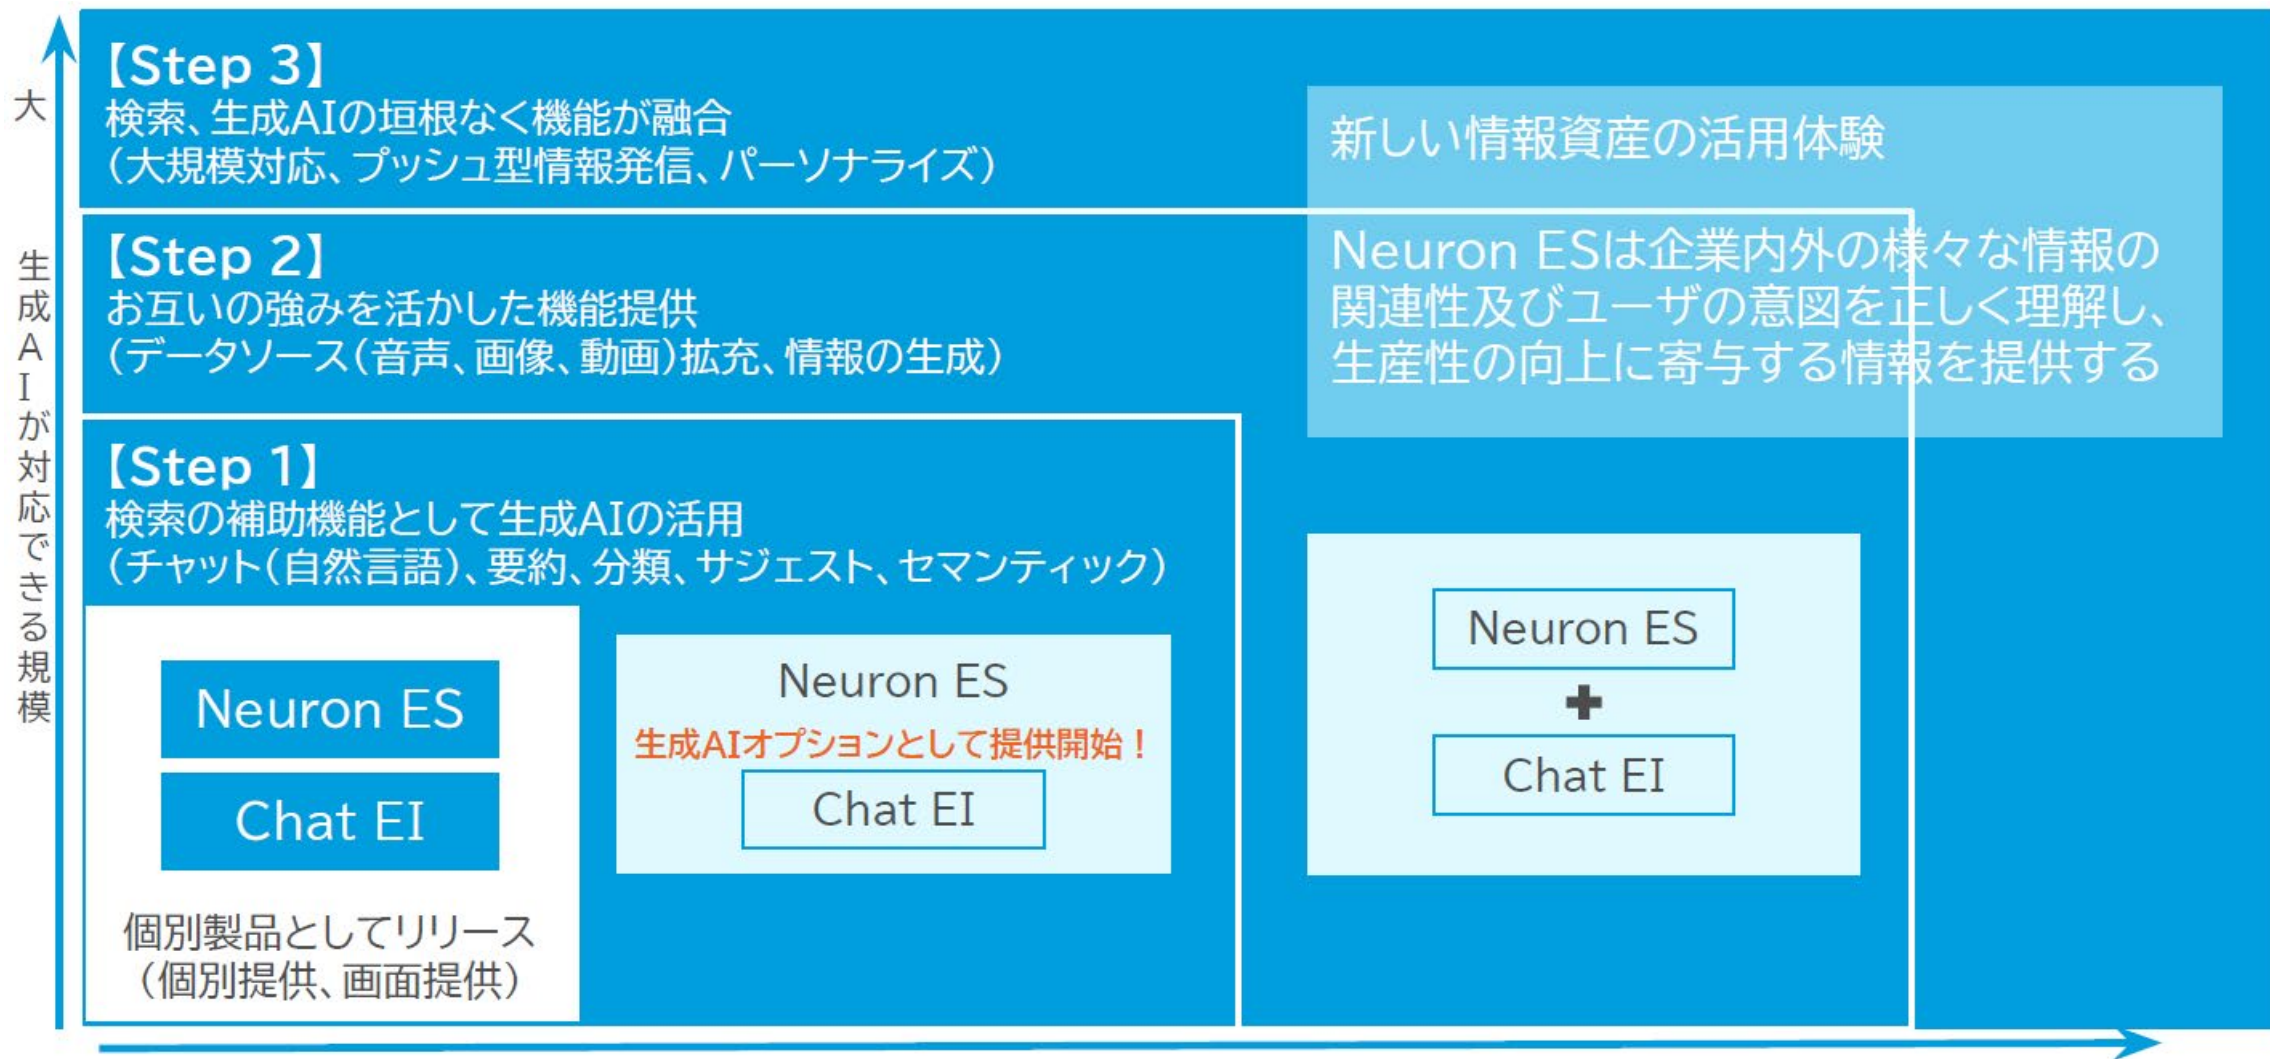 大
生成AIが対応できる規模
【Step 3】
検索、生成AIの垣根なく機能が融合
(大規模対応、プッシュ型情報発信、パーソナライズ)
新しい情報資産の活用体験
Neuron ESは企業内外の様々な情報の
関連性及びユーザの意図を正しく理解し、
生産性の向上に寄与する情報を提供する
【Step 2】
お互いの強みを活かした機能提供
(データソース(音声、画像、動画)拡充、情報の生成)
【Step 1】
検索の補助機能として生成AIの活用
(チャット(自然言語)、要約、分類、サジェスト、セマンティック)
Neuron ES
Chat EI
個別製品としてリリース
(個別提供、画面提供)
Neuron ES
生成AIオプションとして提供開始！
Chat EI
Neuron ES
+
Chat EI